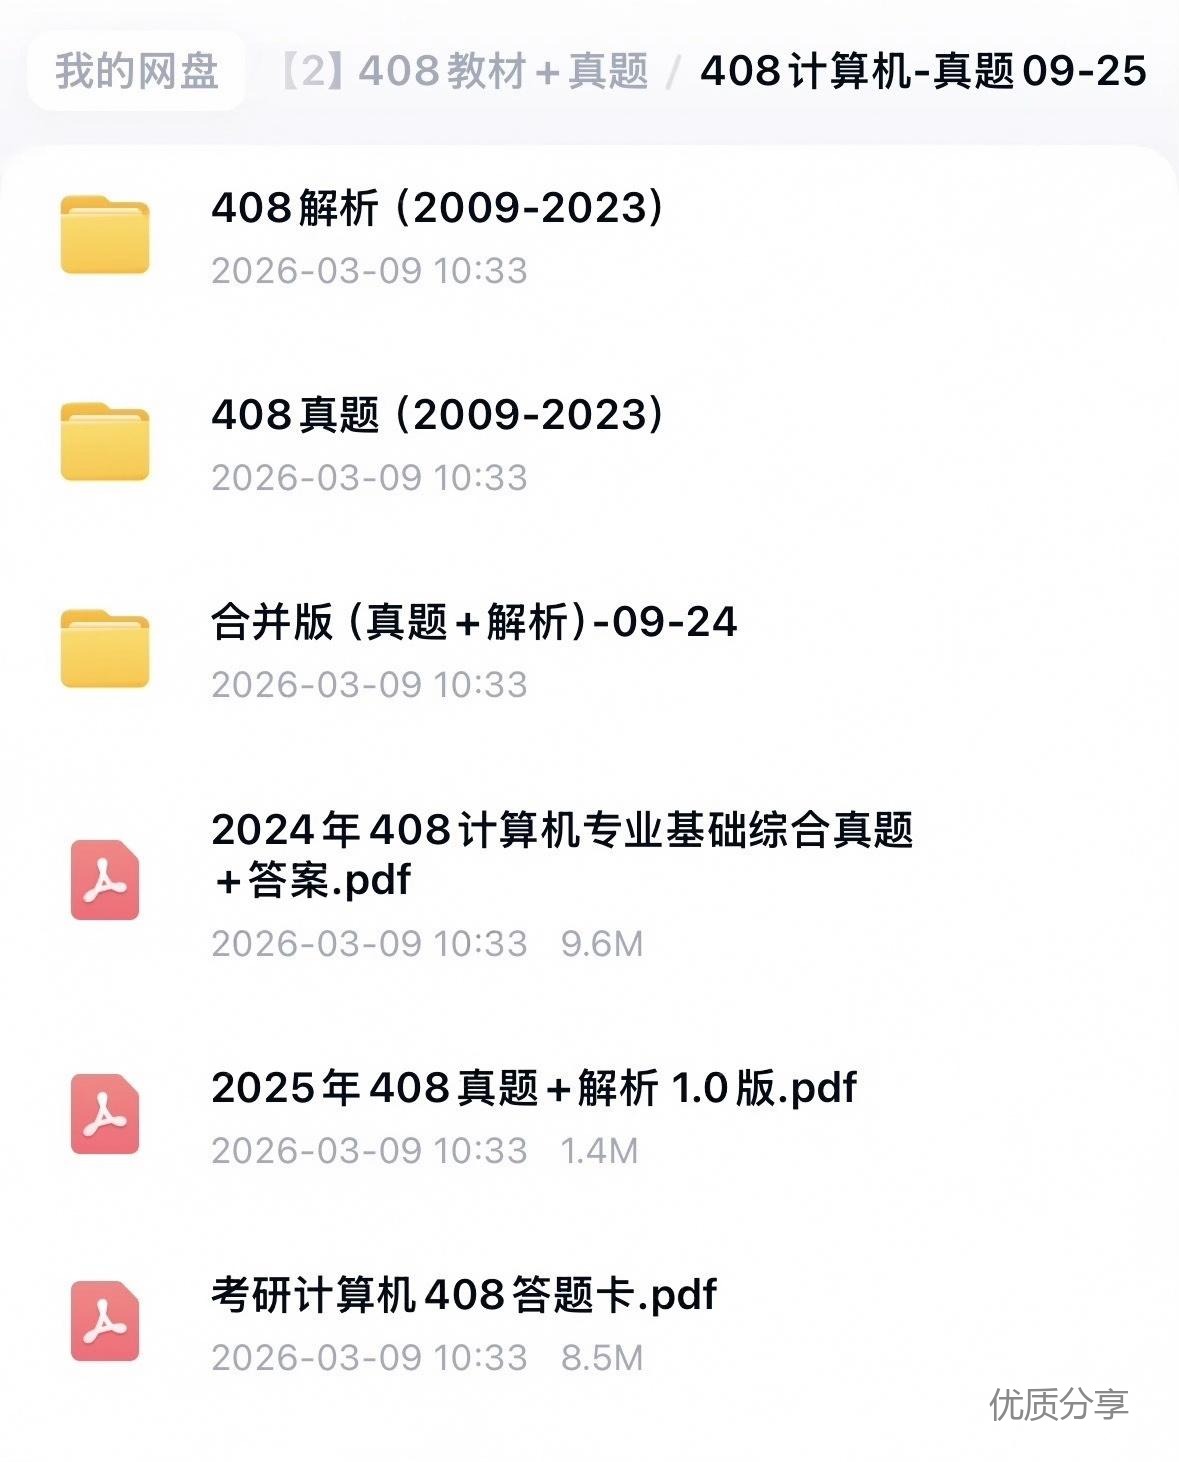 我的网盘 【2】408教材+真题 / 408计算机-真题09-25
408解析（2009-2023）
2026-03-09 10:33
408真题（2009-2023）
2026-03-09 10:33
合并版（真题+解析）-09-24
2026-03-09 10:33
2024年408计算机专业基础综合真题
+答案.pdf
2026-03-09 10:33 9.6M
2025年408真题+解析 1.0版.pdf
2026-03-09 10:33 1.4M
考研计算机408答题卡.pdf
2026-03-09 10:33 8.5M
优质分享